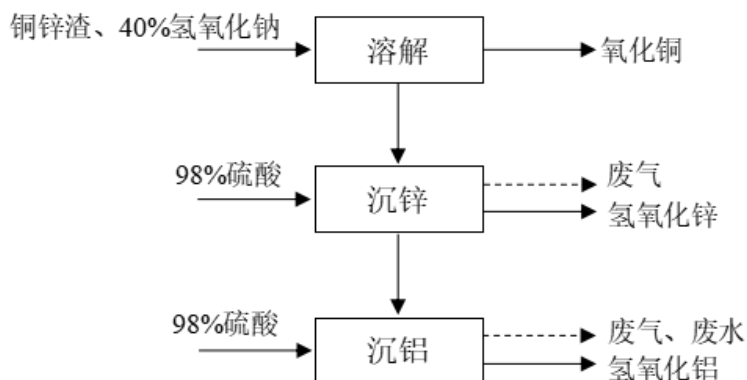 铜锌渣、40%氢氧化钠
溶解
氧化铜
98%硫酸
沉锌
废气
氢氧化锌
98%硫酸
沉铝
废气、废水
氢氧化铝